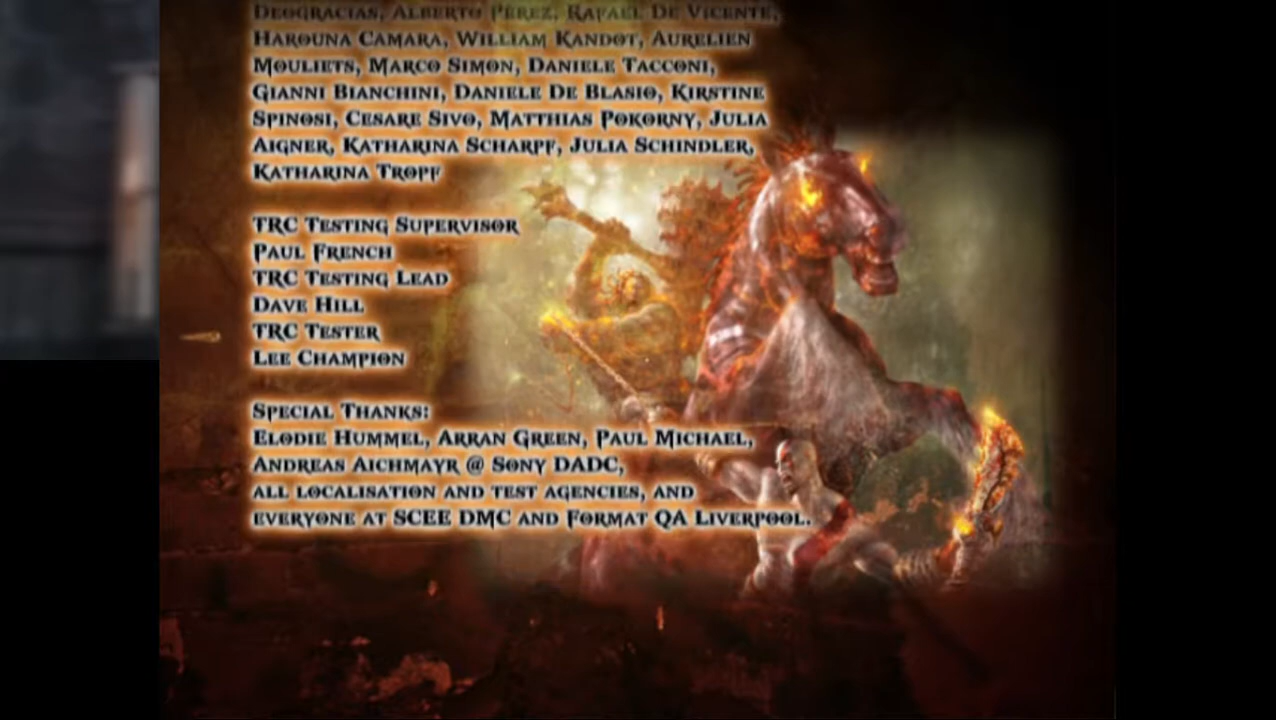 Deogracias, Alberto Pérez, Rafael De Vicente,
Harouna Camara, William Kandot, Aurelien
Mouliets, Marco Simon, Daniele Tacconi,
Gianni Bianchini, Daniele De Blasio, Kirstine
Spinosi, Cesare Sivo, Matthias Pokorny, Julia
Aigner, Katharina Scharpf, Julia Schindler,
Katharina Tropf
TRC Testing Supervisor
Paul French
TRC Testing Lead
Dave Hill
TRC Tester
Lee Champion
Special Thanks:
Elodie Hummel, Arran Green, Paul Michael,
Andreas Aichmayr @ Sony DADC,
all localisation and test agencies, and
everyone at SCEE DMC and Format QA Liverpool.